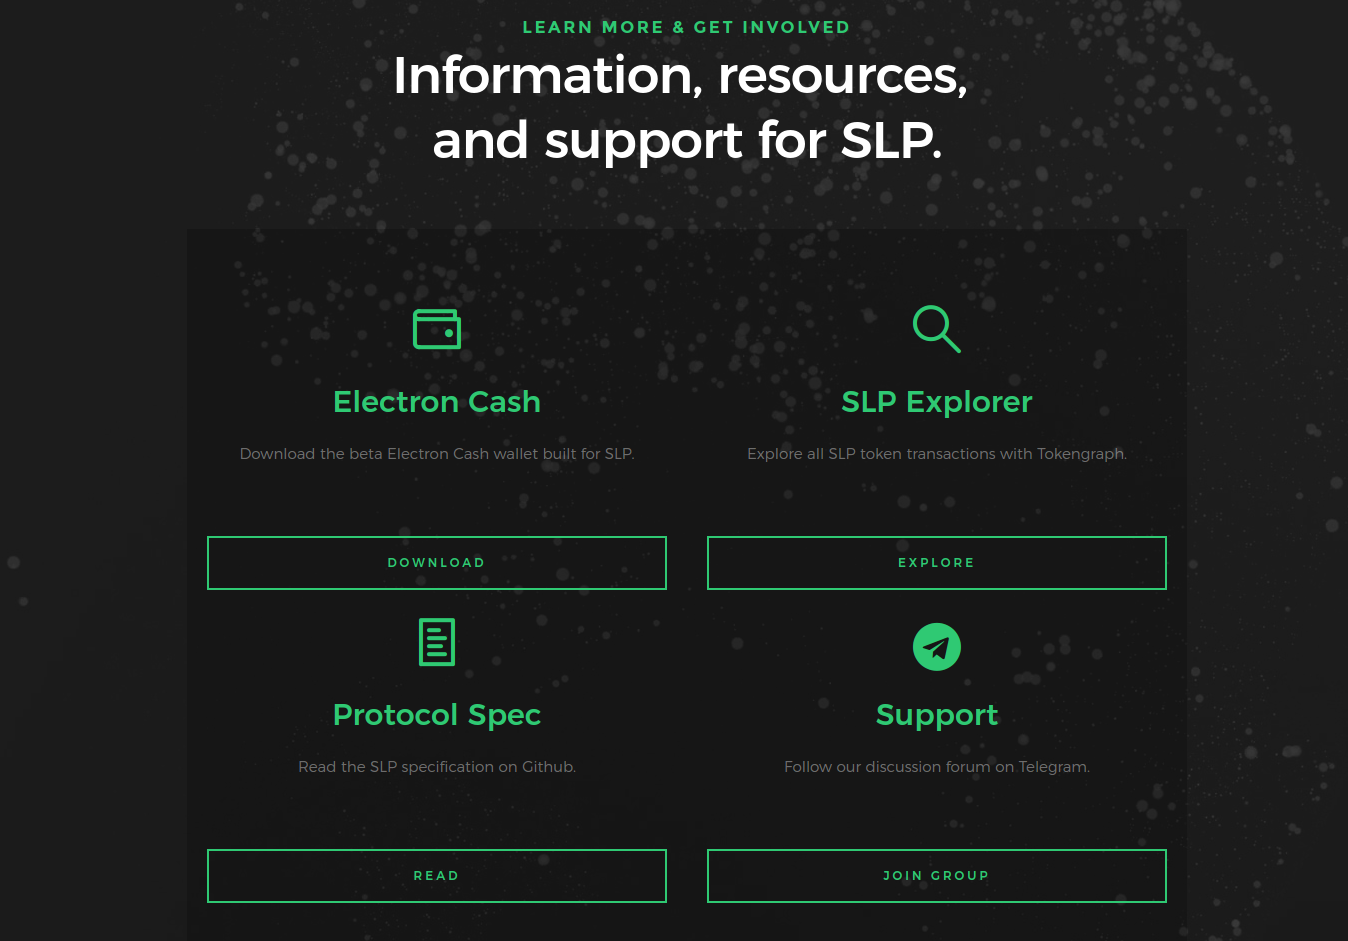 LEARN MORE & GET INVOLVED
Information, resources,
and support for SLP.
Electron Cash
Download the beta Electron Cash wallet built for SLP.
DOWNLOAD
SLP Explorer
Explore all SLP token transactions with Tokengraph.
EXPLORE
Protocol Spec
Read the SLP specification on Github.
READ
Support
Follow our discussion forum on Telegram.
JOIN GROUP